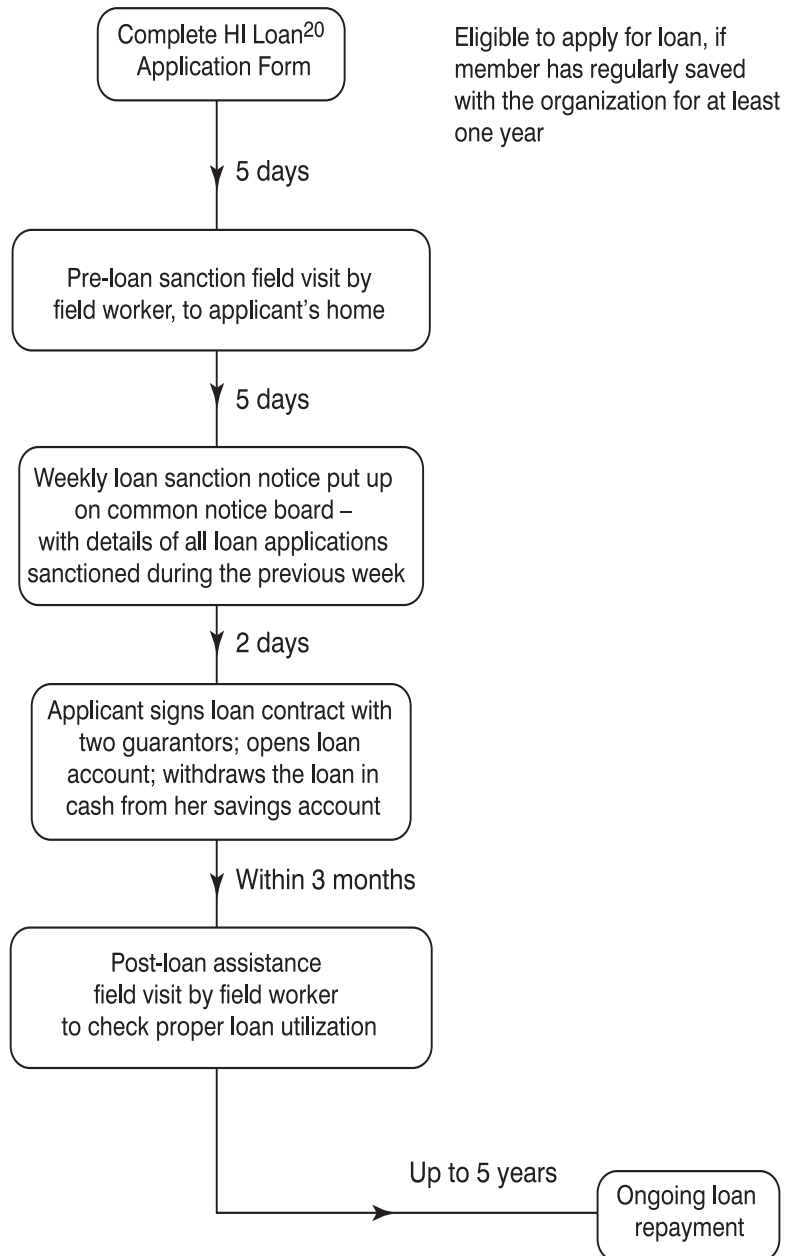 Complete HI Loan20
Application Form
Eligible to apply for loan, if
member has regularly saved
with the organization for at least
one year
5 days
Pre-loan sanction field visit by
field worker, to applicant's home
5 days
Weekly loan sanction notice put up
on common notice board –
with details of all loan applications
sanctioned during the previous week
2 days
Applicant signs loan contract with
two guarantors; opens loan
account; withdraws the loan in
cash from her savings account
Within 3 months
Post-loan assistance
field visit by field worker
to check proper loan utilization
Up to 5 years
Ongoing loan
repayment